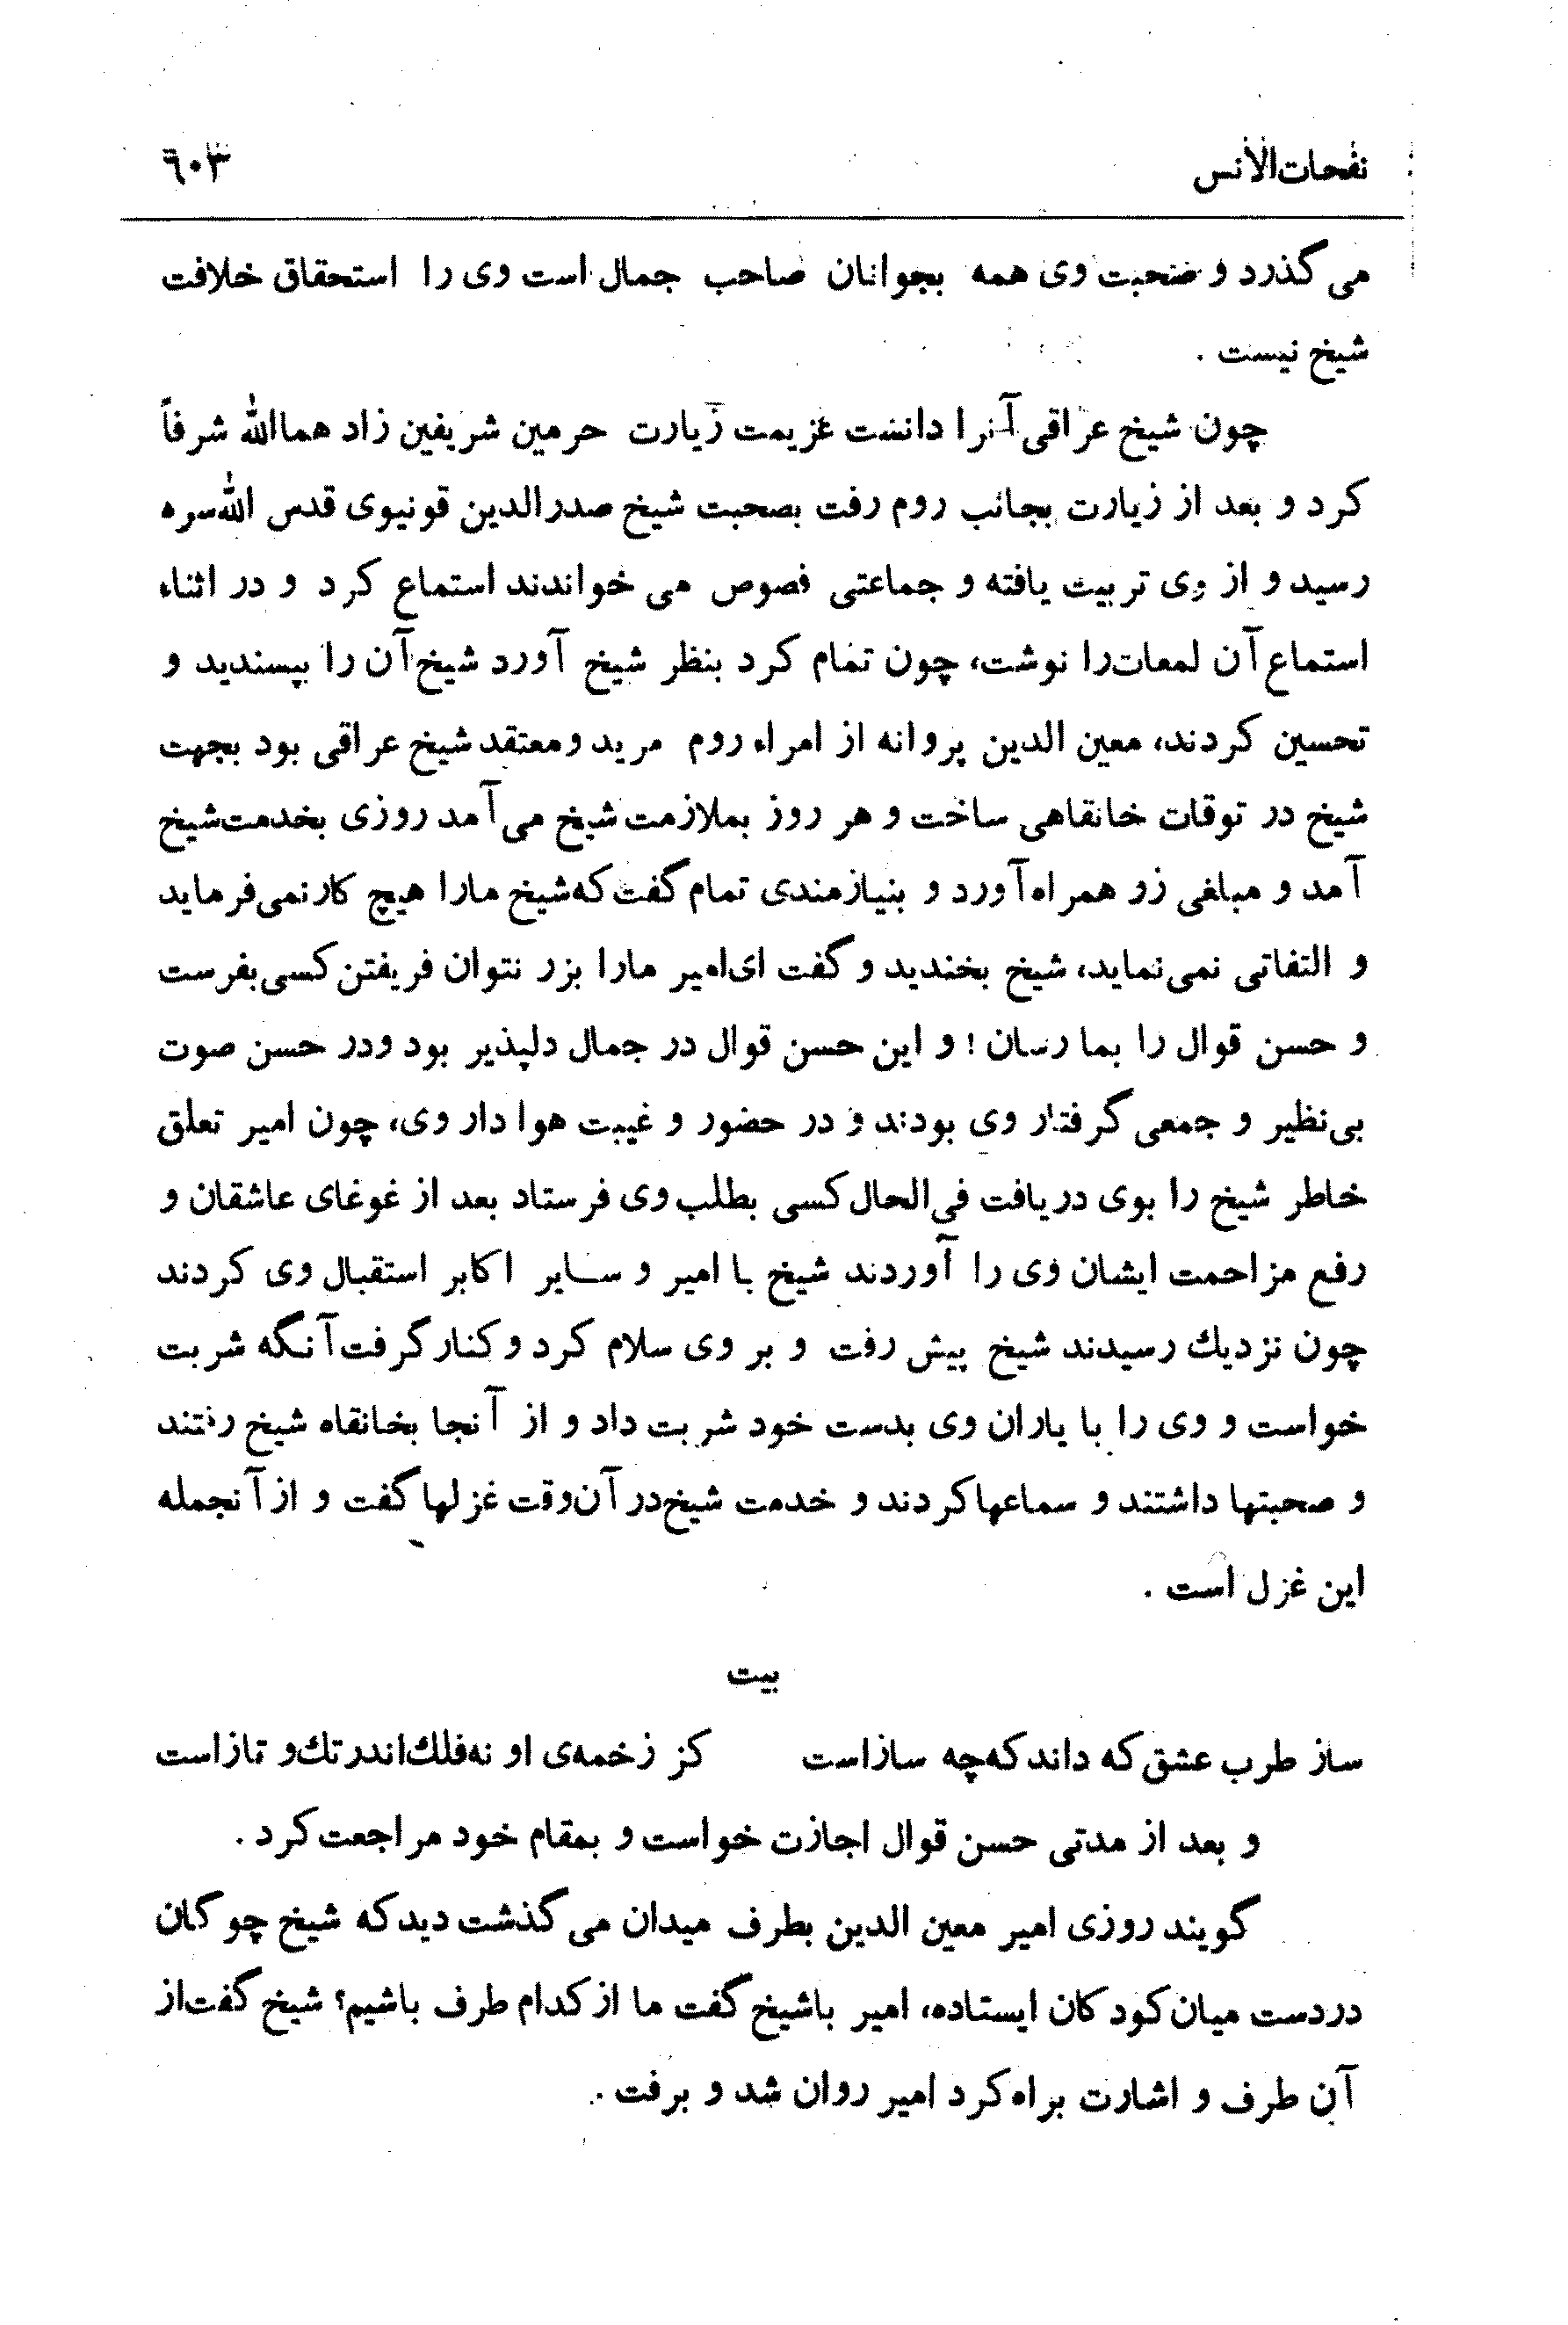 نفحات‌الانس ٦٠٣
می گذرد و صحبت وی همه بجوانان صاحب جمال است وی را استحقاق خلافت
شیخ نیست .
چون شیخ عراقی آنرا دانست عزیمت زیارت حرمین شریفین زاد هماالله شرفاً
کرد و بعد از زیارت بجانب روم رفت بصحبت شیخ صدرالدین قونیوی قدس الله‌سره
رسید و از وی تربیت یافته و جماعتی فصوص می خواندند استماع کرد و در اثناء
استماع آن لمعات‌را نوشت، چون تمام کرد بنظر شیخ آورد شیخ آن را بپسندید و
تحسین کردند، معین الدین پروانه از امراء روم مرید ومعتقد شیخ عراقی بود بجهت
شیخ در توقات خانقاهی ساخت و هر روز بملازمت شیخ می آمد روزی بخدمت‌شیخ
آمد و مبلغی زر همراه آورد و بنیازمندی تمام گفت که‌شیخ مارا هیچ کارنمی‌فرماید
و التفاتی نمی‌نماید، شیخ بخندید و گفت ای‌امیر مارا بزر نتوان فریفتن کسی‌بفرست
و حسن قوال را بما رسان ! و این حسن قوال در جمال دلپذیر بود ودر حسن صوت
بی‌نظیر و جمعی گرفتار وی بودند و در حضور و غیبت هوا دار وی، چون امیر تعلق
خاطر شیخ را بوی دریافت فی‌الحال کسی بطلب وی فرستاد بعد از غوغای عاشقان و
رفع مزاحمت ایشان وی را آوردند شیخ با امیر و سایر اکابر استقبال وی کردند
چون نزدیك رسیدند شیخ پیش رفت و بر وی سلام کرد و کنار گرفت آنگه شربت
خواست و وی را با یاران وی بدست خود شربت داد و از آنجا بخانقاه شیخ رفتند
و صحبتها داشتند و سماعها کردند و خدمت شیخ‌در آن‌وقت غزلها گفت و از آنجمله
این غزل است .
بیت
ساز طرب عشق که داند که‌چه سازاست کز زخمه‌ی او نه‌فلك‌اندر تك‌و تازاست
و بعد از مدتی حسن قوال اجازت خواست و بمقام خود مراجعت کرد .
گویند روزی امیر معین الدین بطرف میدان می گذشت دید که شیخ چوگان
دردست میان کودکان ایستاده، امیر باشیخ گفت ما از کدام طرف باشیم؟ شیخ گفت‌از
آن طرف و اشارت براه کرد امیر روان شد و برفت .